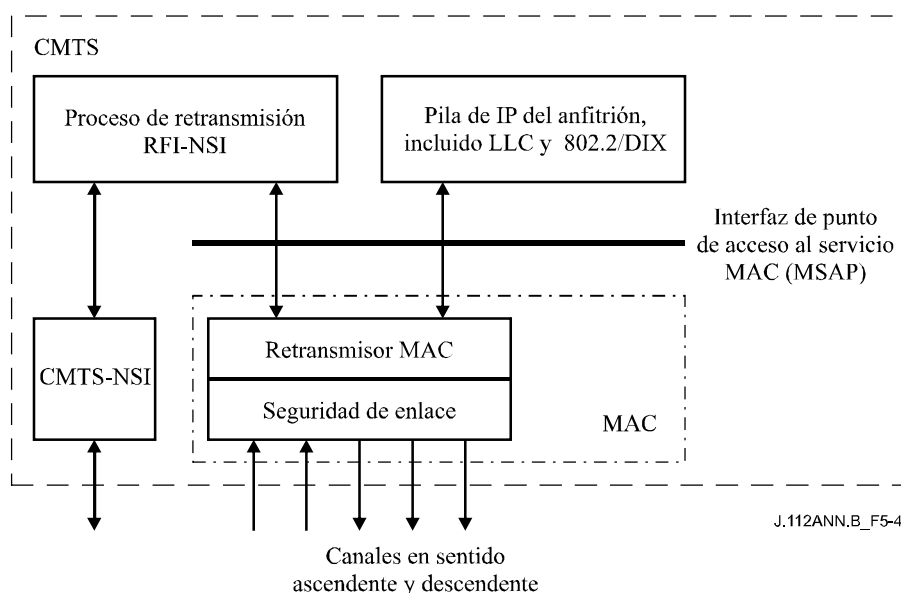 CMTS
Proceso de retransmisión
RFI-NSI
Pila de IP del anfitrión,
incluido LLC y 802.2/DIX
Interfaz de punto
de acceso al servicio
MAC (MSAP)
CMTS-NSI
Retransmisor MAC
Seguridad de enlace
MAC
J.112ANN.B_F5-4
Canales en sentido
ascendente y descendente